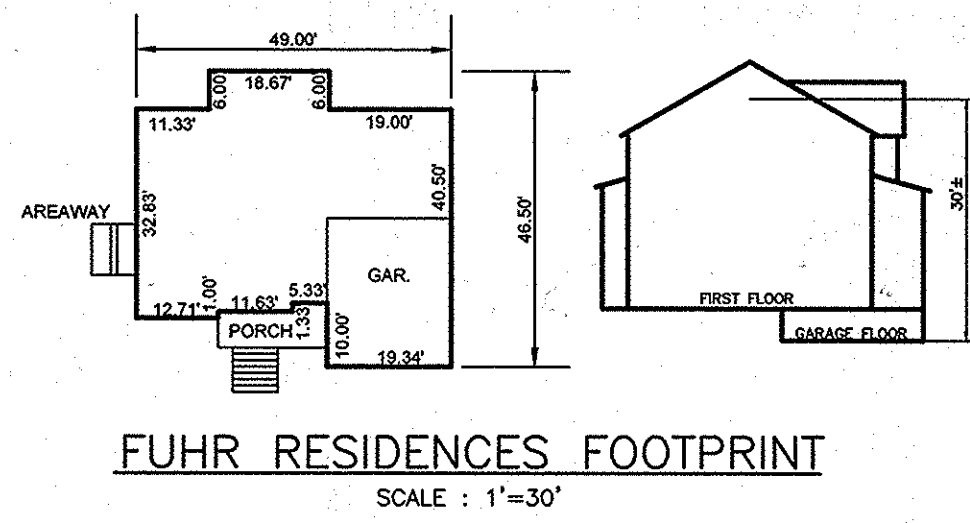 49.00'
6.00'
18.67'
6.00'
11.33'
19.00'
32.83'
40.50'
46.50'
AREAWAY
GAR.
12.71'
1.00'
11.63'
5.33'
1.33'
PORCH
10.00'
19.34'
30'±
FIRST FLOOR
GARAGE FLOOR
FUHR RESIDENCES FOOTPRINT
SCALE : 1'=30'